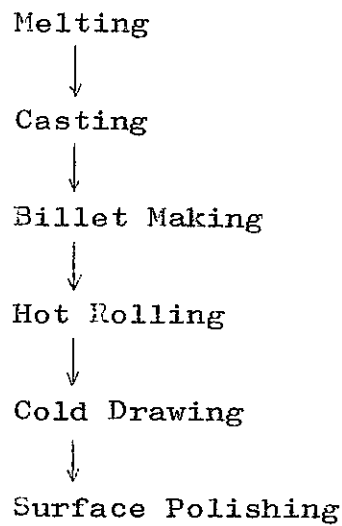 Melting
Casting
Billet Making
Hot Rolling
Cold Drawing
Surface Polishing